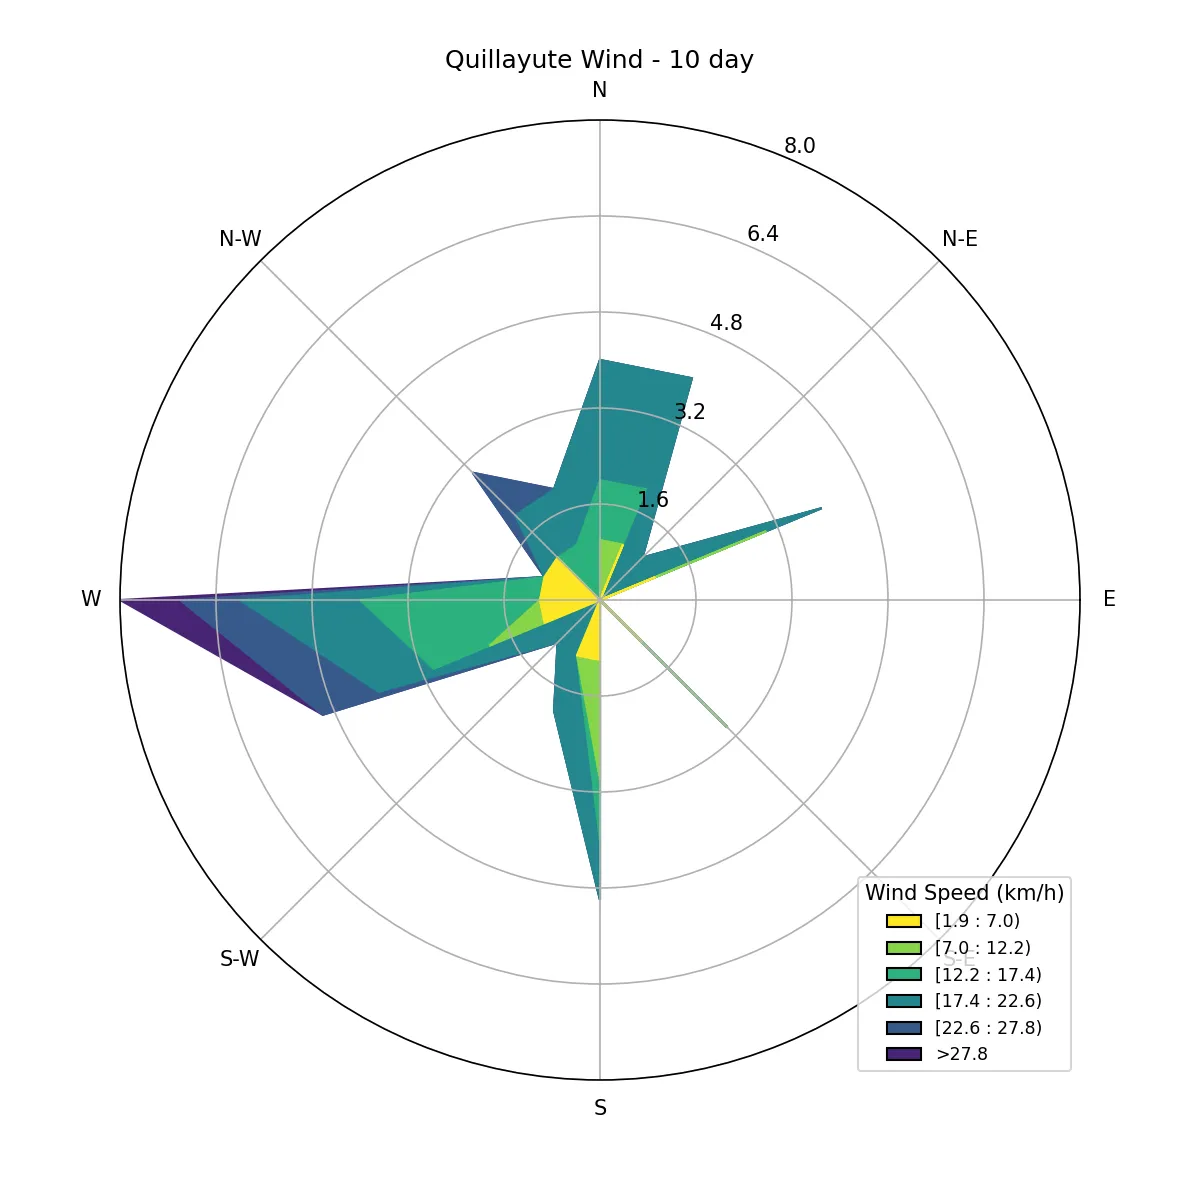 Quillayute Wind - 10 day
N
8.0
N-W
6.4
N-E
4.8
3.2
1.6
W
E
S-W
S-E
S
Wind Speed (km/h)
[1.9 : 7.0)
[7.0 : 12.2)
[12.2 : 17.4)
[17.4 : 22.6)
[22.6 : 27.8)
>27.8